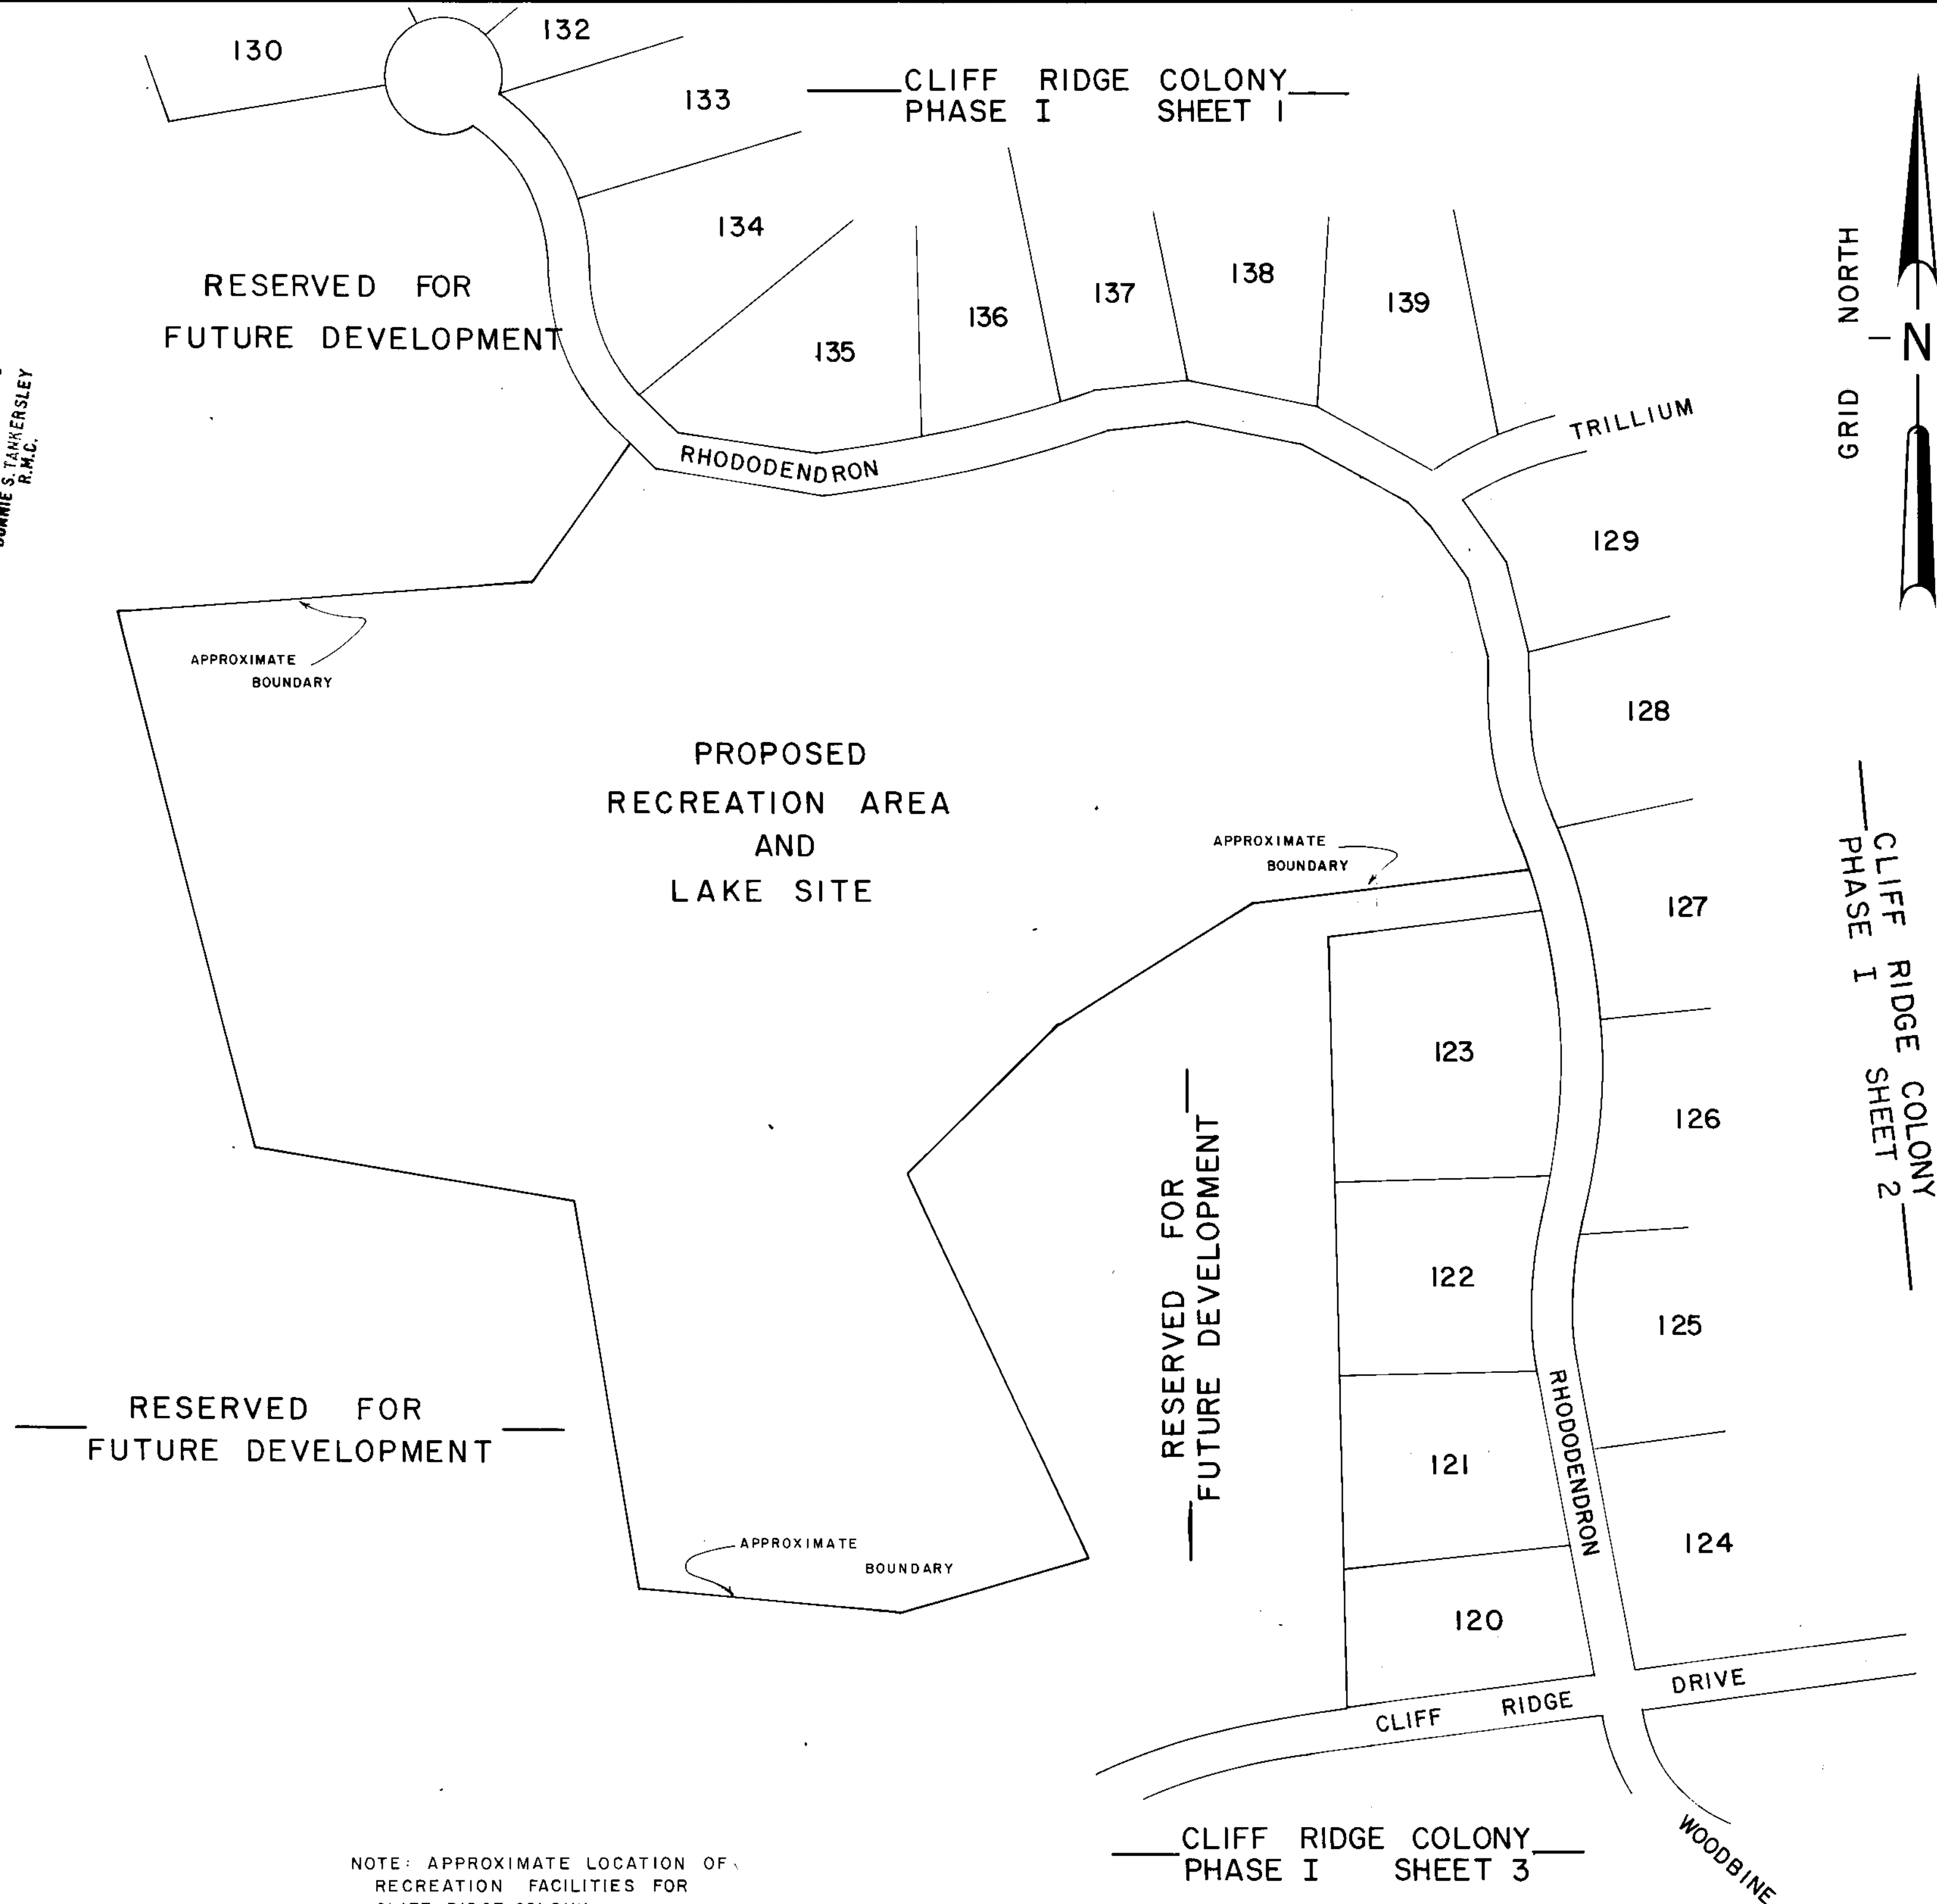 130
132
133
CLIFF RIDGE COLONY
PHASE I SHEET 1
134
135
136
137
138
139
GRID NORTH
N
RESERVED FOR
FUTURE DEVELOPMENT
S. TANKERSLEY
R.M.C.
RHODODENDRON
TRILLIUM
129
APPROXIMATE
BOUNDARY
128
PROPOSED
RECREATION AREA
AND
LAKE SITE
APPROXIMATE
BOUNDARY
127
CLIFF RIDGE COLONY
PHASE I SHEET 2
123
126
RESERVED FOR
FUTURE DEVELOPMENT
122
125
RESERVED FOR
FUTURE DEVELOPMENT
121
RHODODENDRON
124
APPROXIMATE
BOUNDARY
120
CLIFF RIDGE DRIVE
WOODBINE
CLIFF RIDGE COLONY
PHASE I SHEET 3
NOTE: APPROXIMATE LOCATION OF
RECREATION FACILITIES FOR